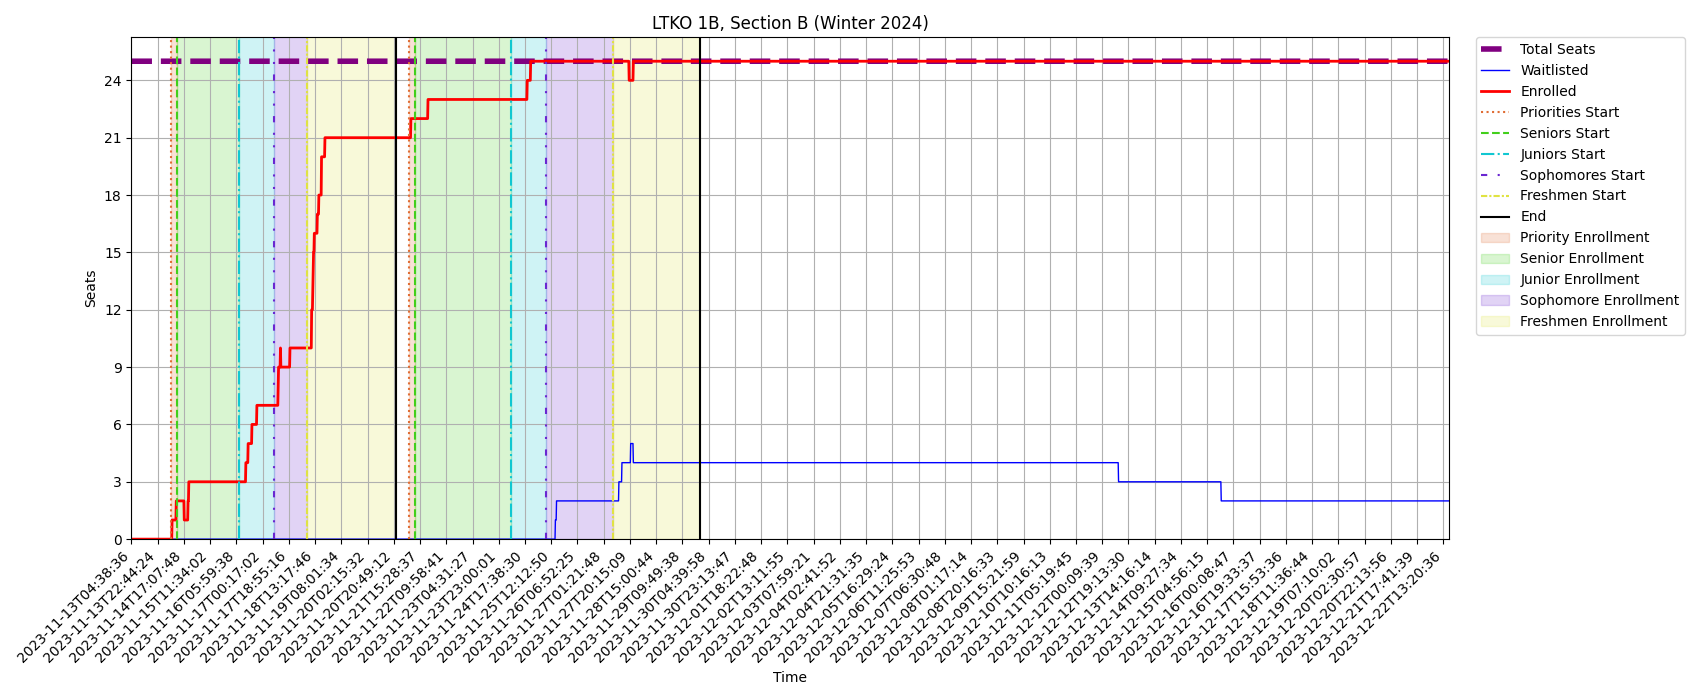 LTKO 1B, Section B (Winter 2024)
Total Seats
Waitlisted
Enrolled
Priorities Start
Seniors Start
Juniors Start
Sophomores Start
Freshmen Start
End
Priority Enrollment
Senior Enrollment
Junior Enrollment
Sophomore Enrollment
Freshmen Enrollment
Seats
24
21
18
15
12
9
6
3
0
2023-11-13T04:38:36
2023-11-13T22:44:24
2023-11-14T17:07:48
2023-11-15T11:34:02
2023-11-16T05:59:38
2023-11-17T00:17:02
2023-11-17T18:55:16
2023-11-18T13:17:46
2023-11-19T08:01:34
2023-11-20T02:15:32
2023-11-20T20:49:12
2023-11-21T15:28:37
2023-11-22T09:58:41
2023-11-23T04:31:27
2023-11-23T23:00:01
2023-11-24T17:38:30
2023-11-25T12:12:50
2023-11-26T06:52:25
2023-11-27T01:21:48
2023-11-27T20:15:09
2023-11-28T15:00:44
2023-11-29T09:49:38
2023-11-30T04:39:58
2023-11-30T23:13:47
2023-12-01T18:22:48
2023-12-02T13:11:55
2023-12-03T07:59:21
2023-12-04T02:41:52
2023-12-04T21:31:35
2023-12-05T16:29:24
2023-12-06T11:25:53
2023-12-07T06:30:48
2023-12-08T01:17:14
2023-12-08T20:16:33
2023-12-09T15:21:59
2023-12-10T10:16:13
2023-12-11T05:19:45
2023-12-12T00:09:39
2023-12-12T19:13:30
2023-12-13T14:16:14
2023-12-14T09:27:34
2023-12-15T04:56:15
2023-12-16T00:08:47
2023-12-16T19:33:37
2023-12-17T15:53:36
2023-12-18T11:36:44
2023-12-19T07:10:02
2023-12-20T02:30:57
2023-12-20T22:13:56
2023-12-21T17:41:39
2023-12-22T13:20:36
Time